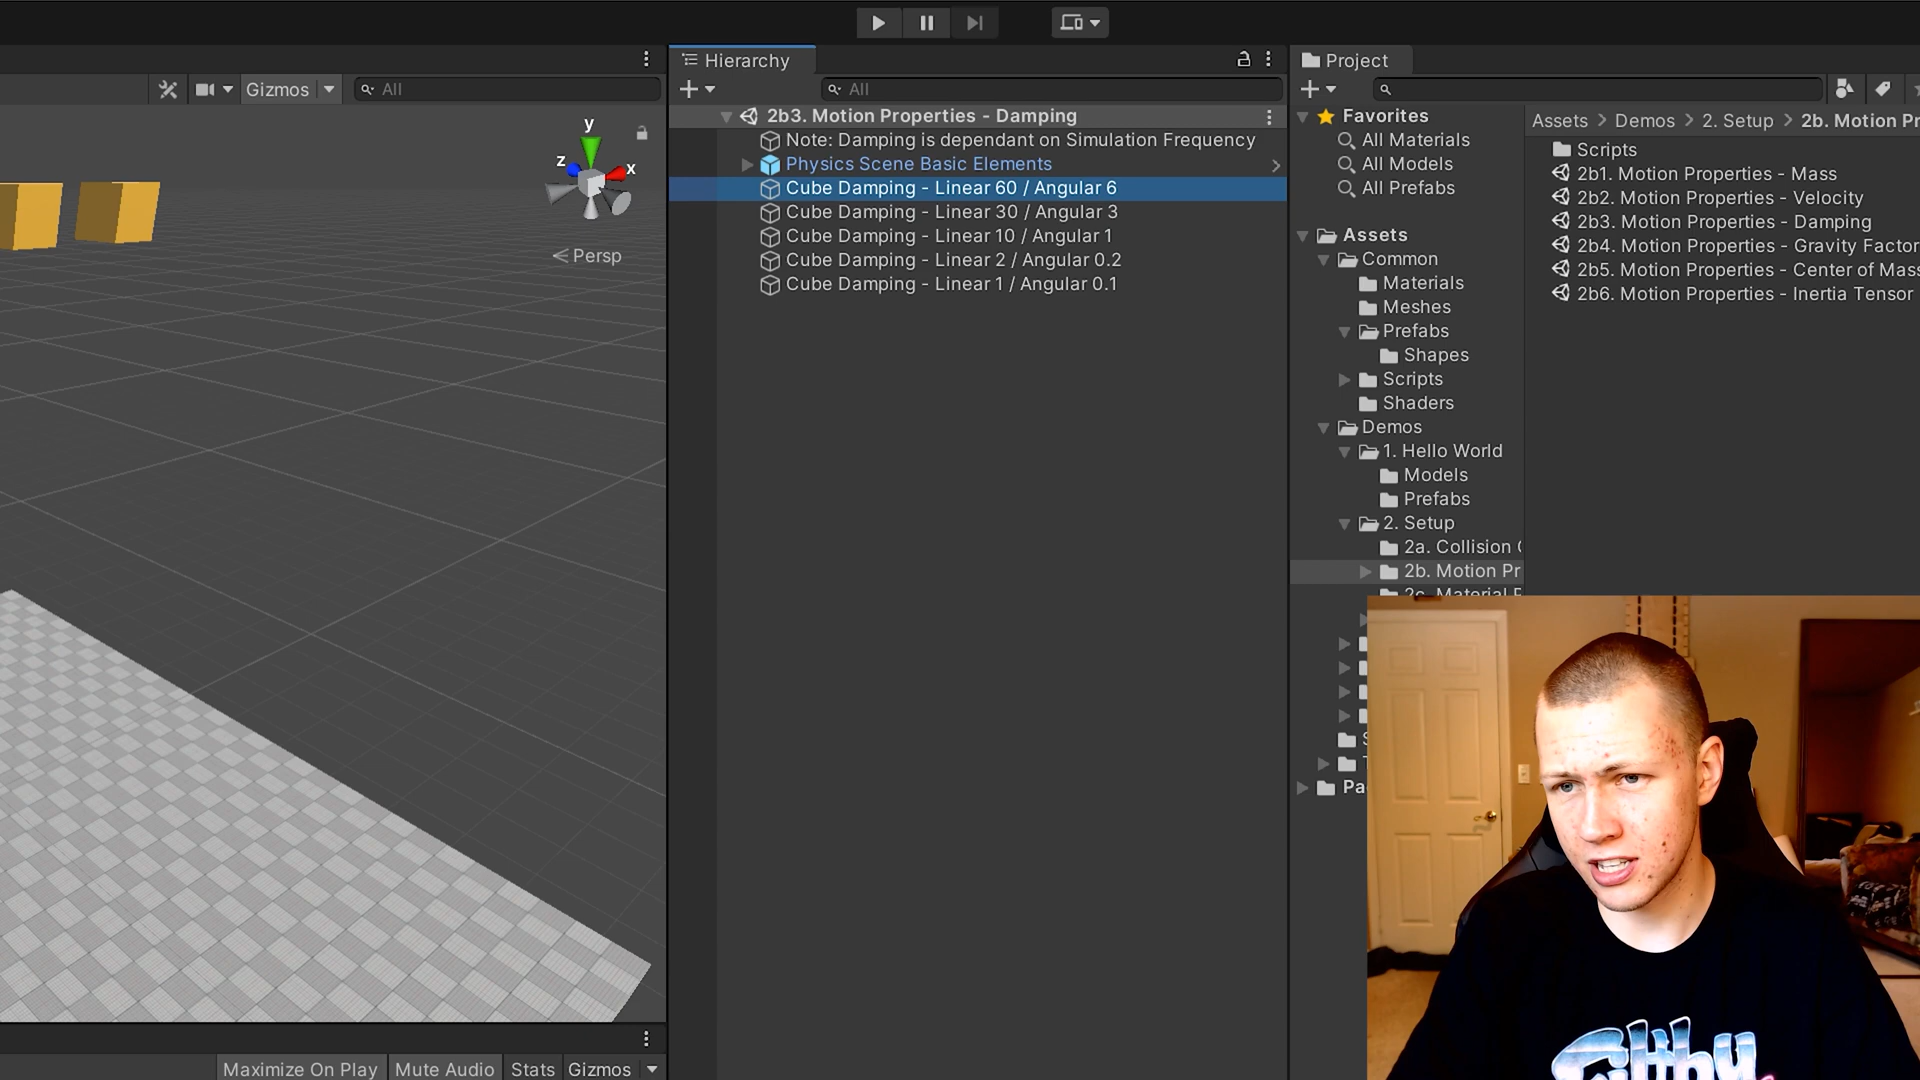 Hierarchy
Project
Gizmos
All
All
2b3. Motion Properties - Damping
Note: Damping is dependant on Simulation Frequency
Physics Scene Basic Elements
Cube Damping - Linear 60 / Angular 6
Cube Damping - Linear 30 / Angular 3
Cube Damping - Linear 10 / Angular 1
Cube Damping - Linear 2 / Angular 0.2
Cube Damping - Linear 1 / Angular 0.1
y
z
x
Persp
Favorites
All Materials
All Models
All Prefabs
Assets
Common
Materials
Meshes
Prefabs
Shapes
Scripts
Shaders
Demos
1. Hello World
Models
Prefabs
2. Setup
2a. Collision
2b. Motion Pr
2c. Material
Pa
Assets > Demos > 2. Setup > 2b. Motion Pr
Scripts
2b1. Motion Properties - Mass
2b2. Motion Properties - Velocity
2b3. Motion Properties - Damping
2b4. Motion Properties - Gravity Factor
2b5. Motion Properties - Center of Mass
2b6. Motion Properties - Inertia Tensor
Maximize On Play
Mute Audio
Stats
Gizmos